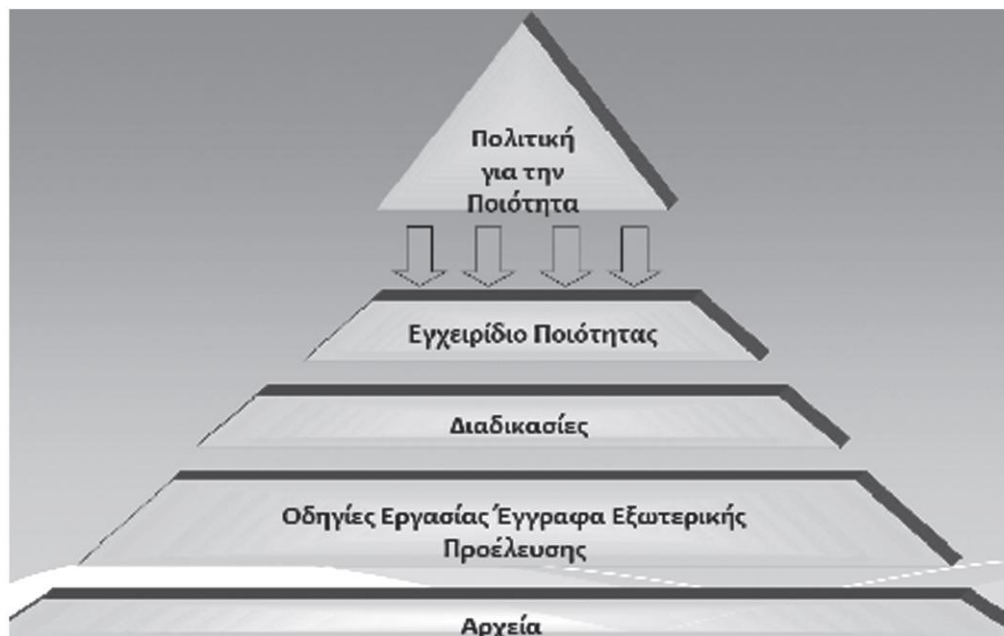 Πολιτική
για την
Ποιότητα
Εγχειρίδιο Ποιότητας
Διαδικασίες
Οδηγίες Εργασίας Έγγραφα Εξωτερικής
Προέλευσης
Αρχεία